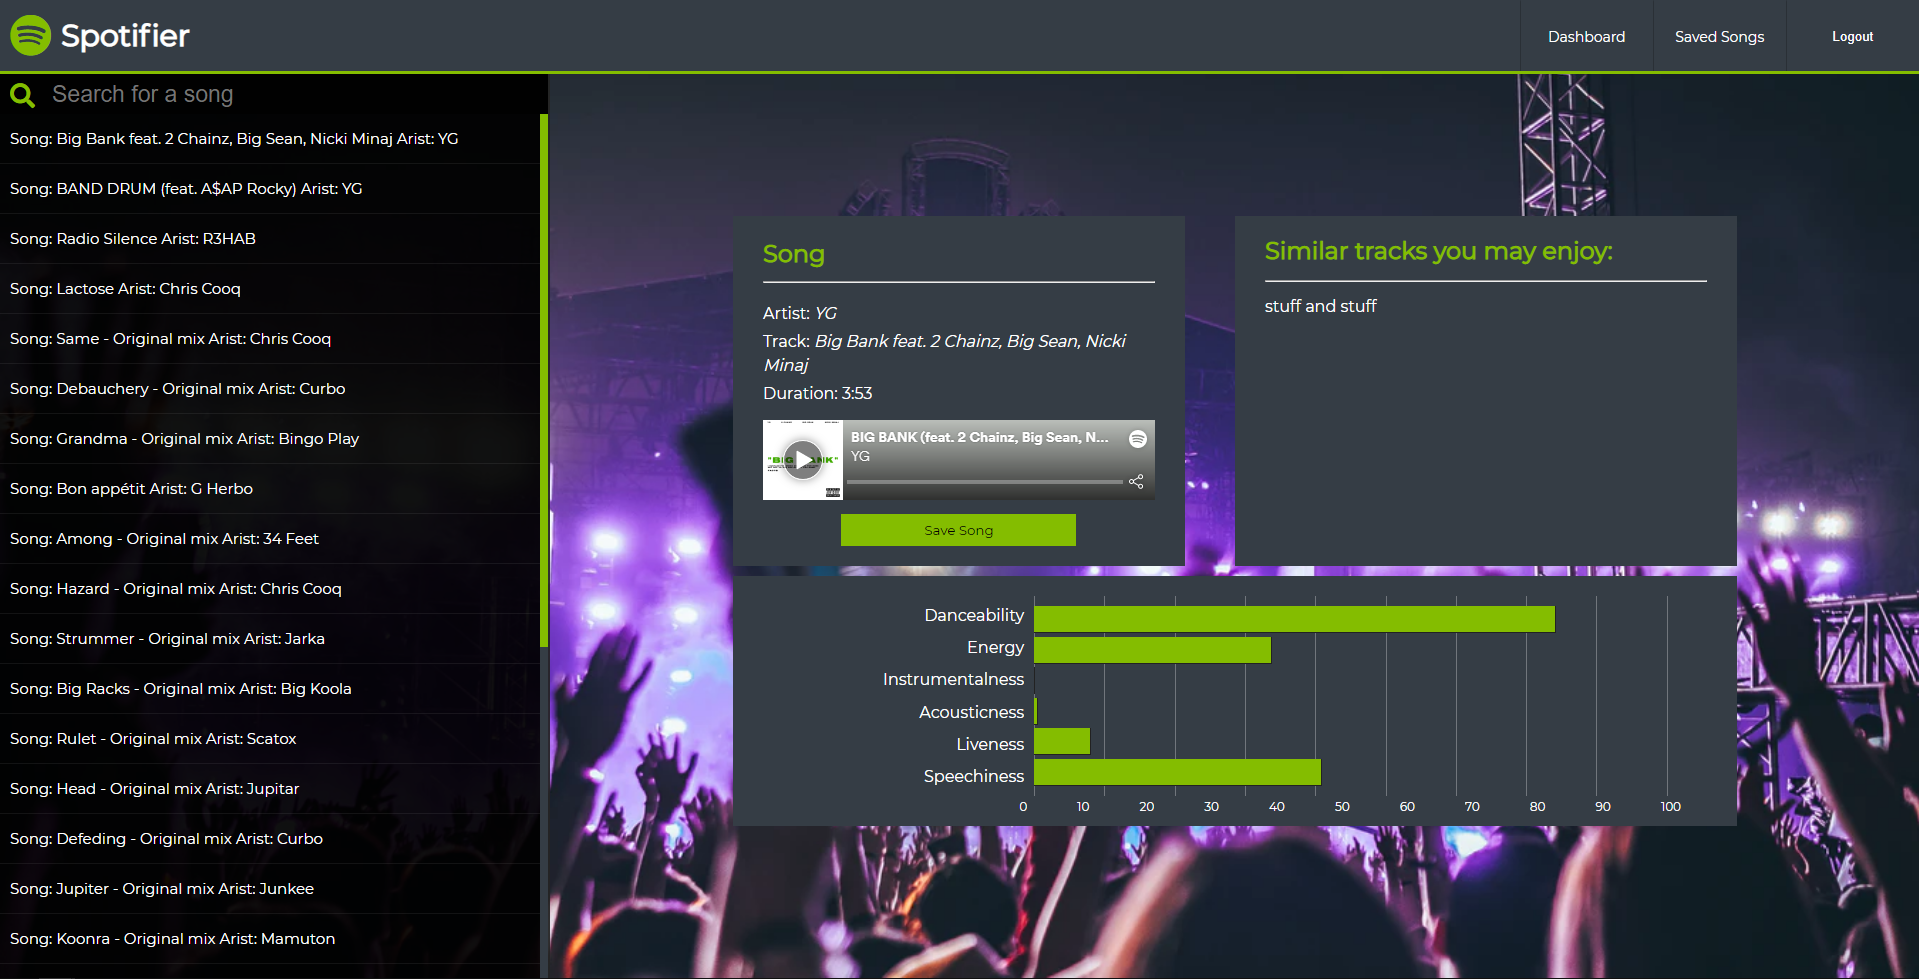 Spotifier
Dashboard
Saved Songs
Logout
Search for a song
Song: Big Bank feat. 2 Chainz, Big Sean, Nicki Minaj Arist: YG
Song: BAND DRUM (feat. A$AP Rocky) Arist: YG
Song: Radio Silence Arist: R3HAB
Song: Lactose Arist: Chris Cooq
Song: Same - Original mix Arist: Chris Cooq
Song: Debauchery - Original mix Arist: Curbo
Song: Grandma - Original mix Arist: Bingo Play
Song: Bon appétit Arist: G Herbo
Song: Among - Original mix Arist: 34 Feet
Song: Hazard - Original mix Arist: Chris Cooq
Song: Strummer - Original mix Arist: Jarka
Song: Big Racks - Original mix Arist: Big Koola
Song: Rulet - Original mix Arist: Scatox
Song: Head - Original mix Arist: Jupitar
Song: Defeding - Original mix Arist: Curbo
Song: Jupiter - Original mix Arist: Junkee
Song: Koonra - Original mix Arist: Mamuton
Song
Artist: YG
Track: Big Bank feat. 2 Chainz, Big Sean, Nicki
Minaj
Duration: 3:53
"BIG BANK"
BIG BANK (feat. 2 Chainz, Big Sean, N...
YG
Save Song
Similar tracks you may enjoy:
stuff and stuff
Danceability
Energy
Instrumentalness
Acousticness
Liveness
Speechiness
0 10 20 30 40 50 60 70 80 90 100